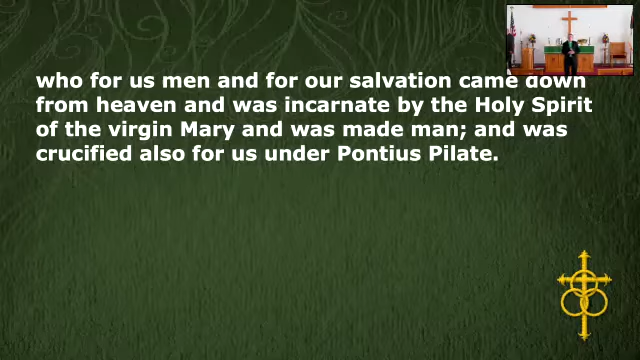 who for us men and for our salvation came down
from heaven and was incarnate by the Holy Spirit
of the virgin Mary and was made man; and was
crucified also for us under Pontius Pilate.